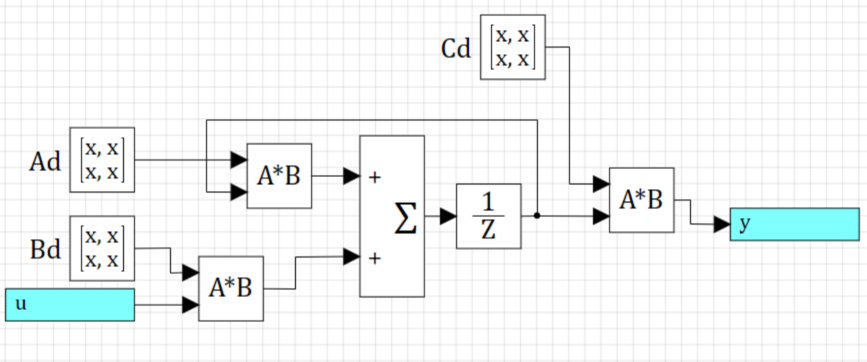 Cd
[x, x]
[x, x]
Ad
[x, x]
[x, x]
A*B
+
Σ
+
1
Z
A*B
y
Bd
[x, x]
[x, x]
A*B
u